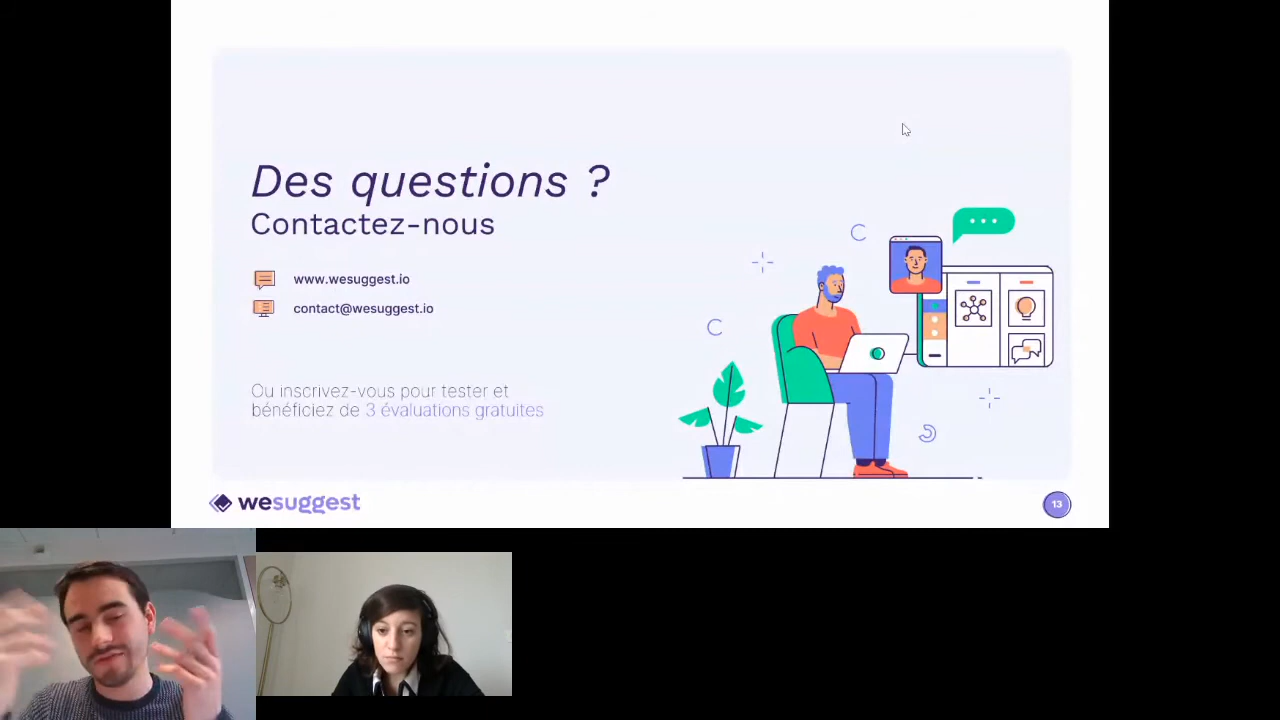 Des questions ?
Contactez-nous
www.wesuggest.io
contact@wesuggest.io
Ou inscrivez-vous pour tester et
bénéficiez de 3 évaluations gratuites
wesuggest
13